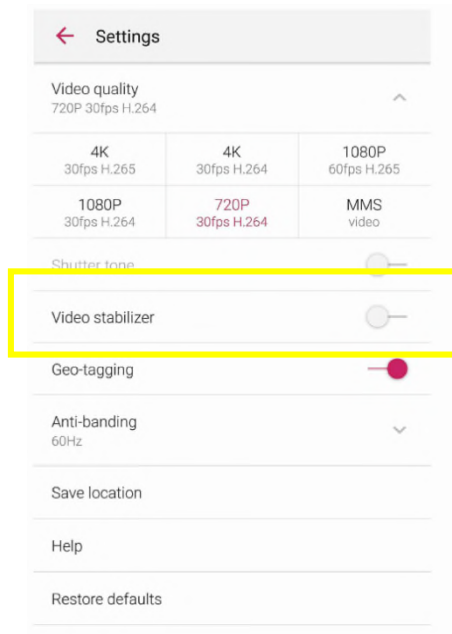 Settings
Video quality
720P 30fps H.264
4K 4K 1080P
30fps H.265 30fps H.264 60fps H.265
1080P 720P MMS
30fps H.264 30fps H.264 video
Shutter tone
Video stabilizer
Geo-tagging
Anti-banding
60Hz
Save location
Help
Restore defaults